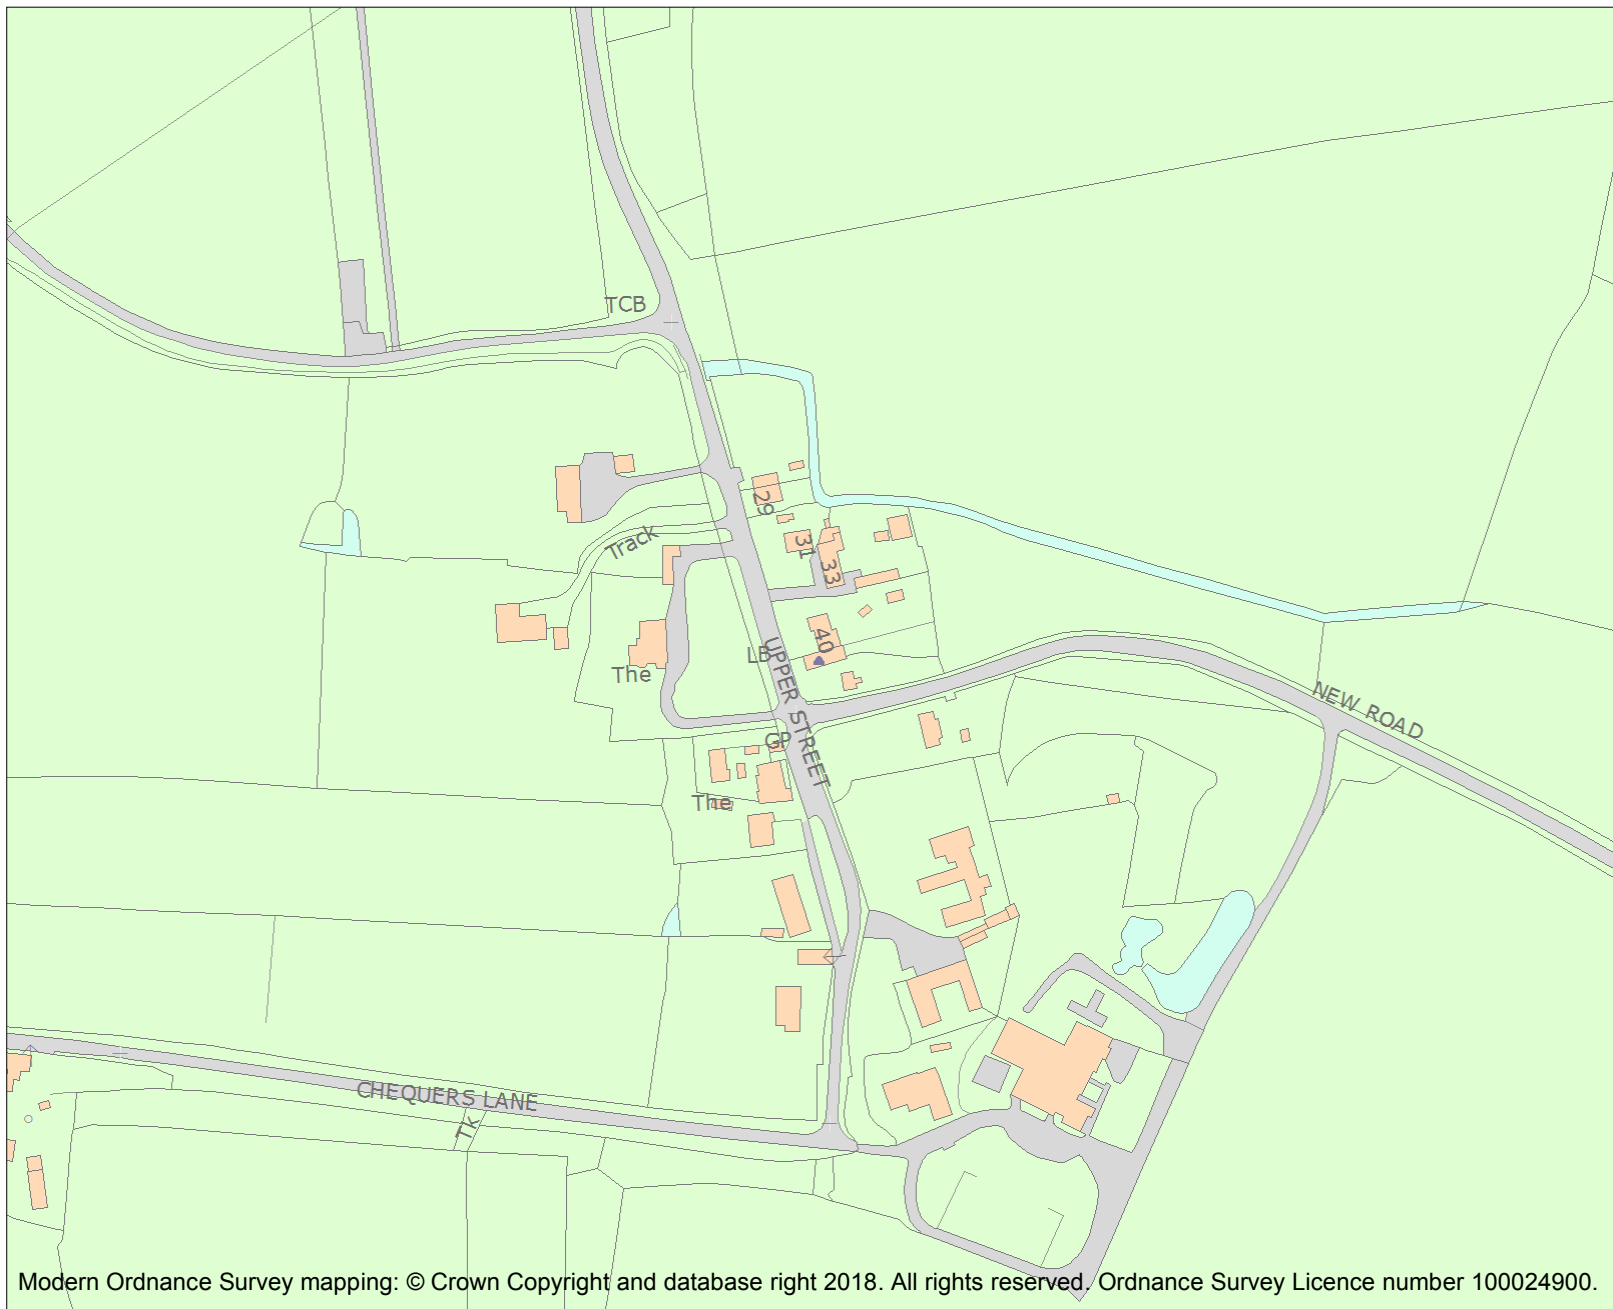 TCB
29
Track
31
33
40
LB
The
UPPER STREET
NEW ROAD
GP
The
CHEQUERS LANE
Tk
Modern Ordnance Survey mapping: © Crown Copyright and database right 2018. All rights reserved. Ordnance Survey Licence number 100024900.